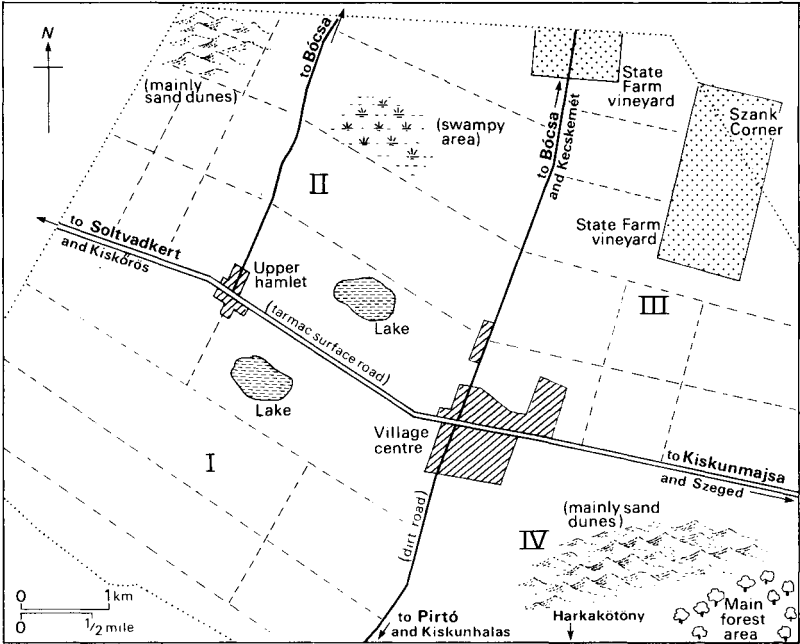 N
(mainly
sand dunes)
to Bócsa
(swampy
area)
to Bócsa
and Kecskemét
State
Farm
vineyard
Szank
Corner
State Farm
vineyard
II
to Soltvadkert
and Kiskőrös
Upper
hamlet
Lake
(tarmac surface road)
Lake
III
Village
centre
I
to Kiskunmajsa
and Szeged
(dirt road)
(mainly sand
dunes)
IV
0 1 km
0 1/2 mile
to Pirtó
and Kiskunhalas
Harkakötöny
Main
forest
area